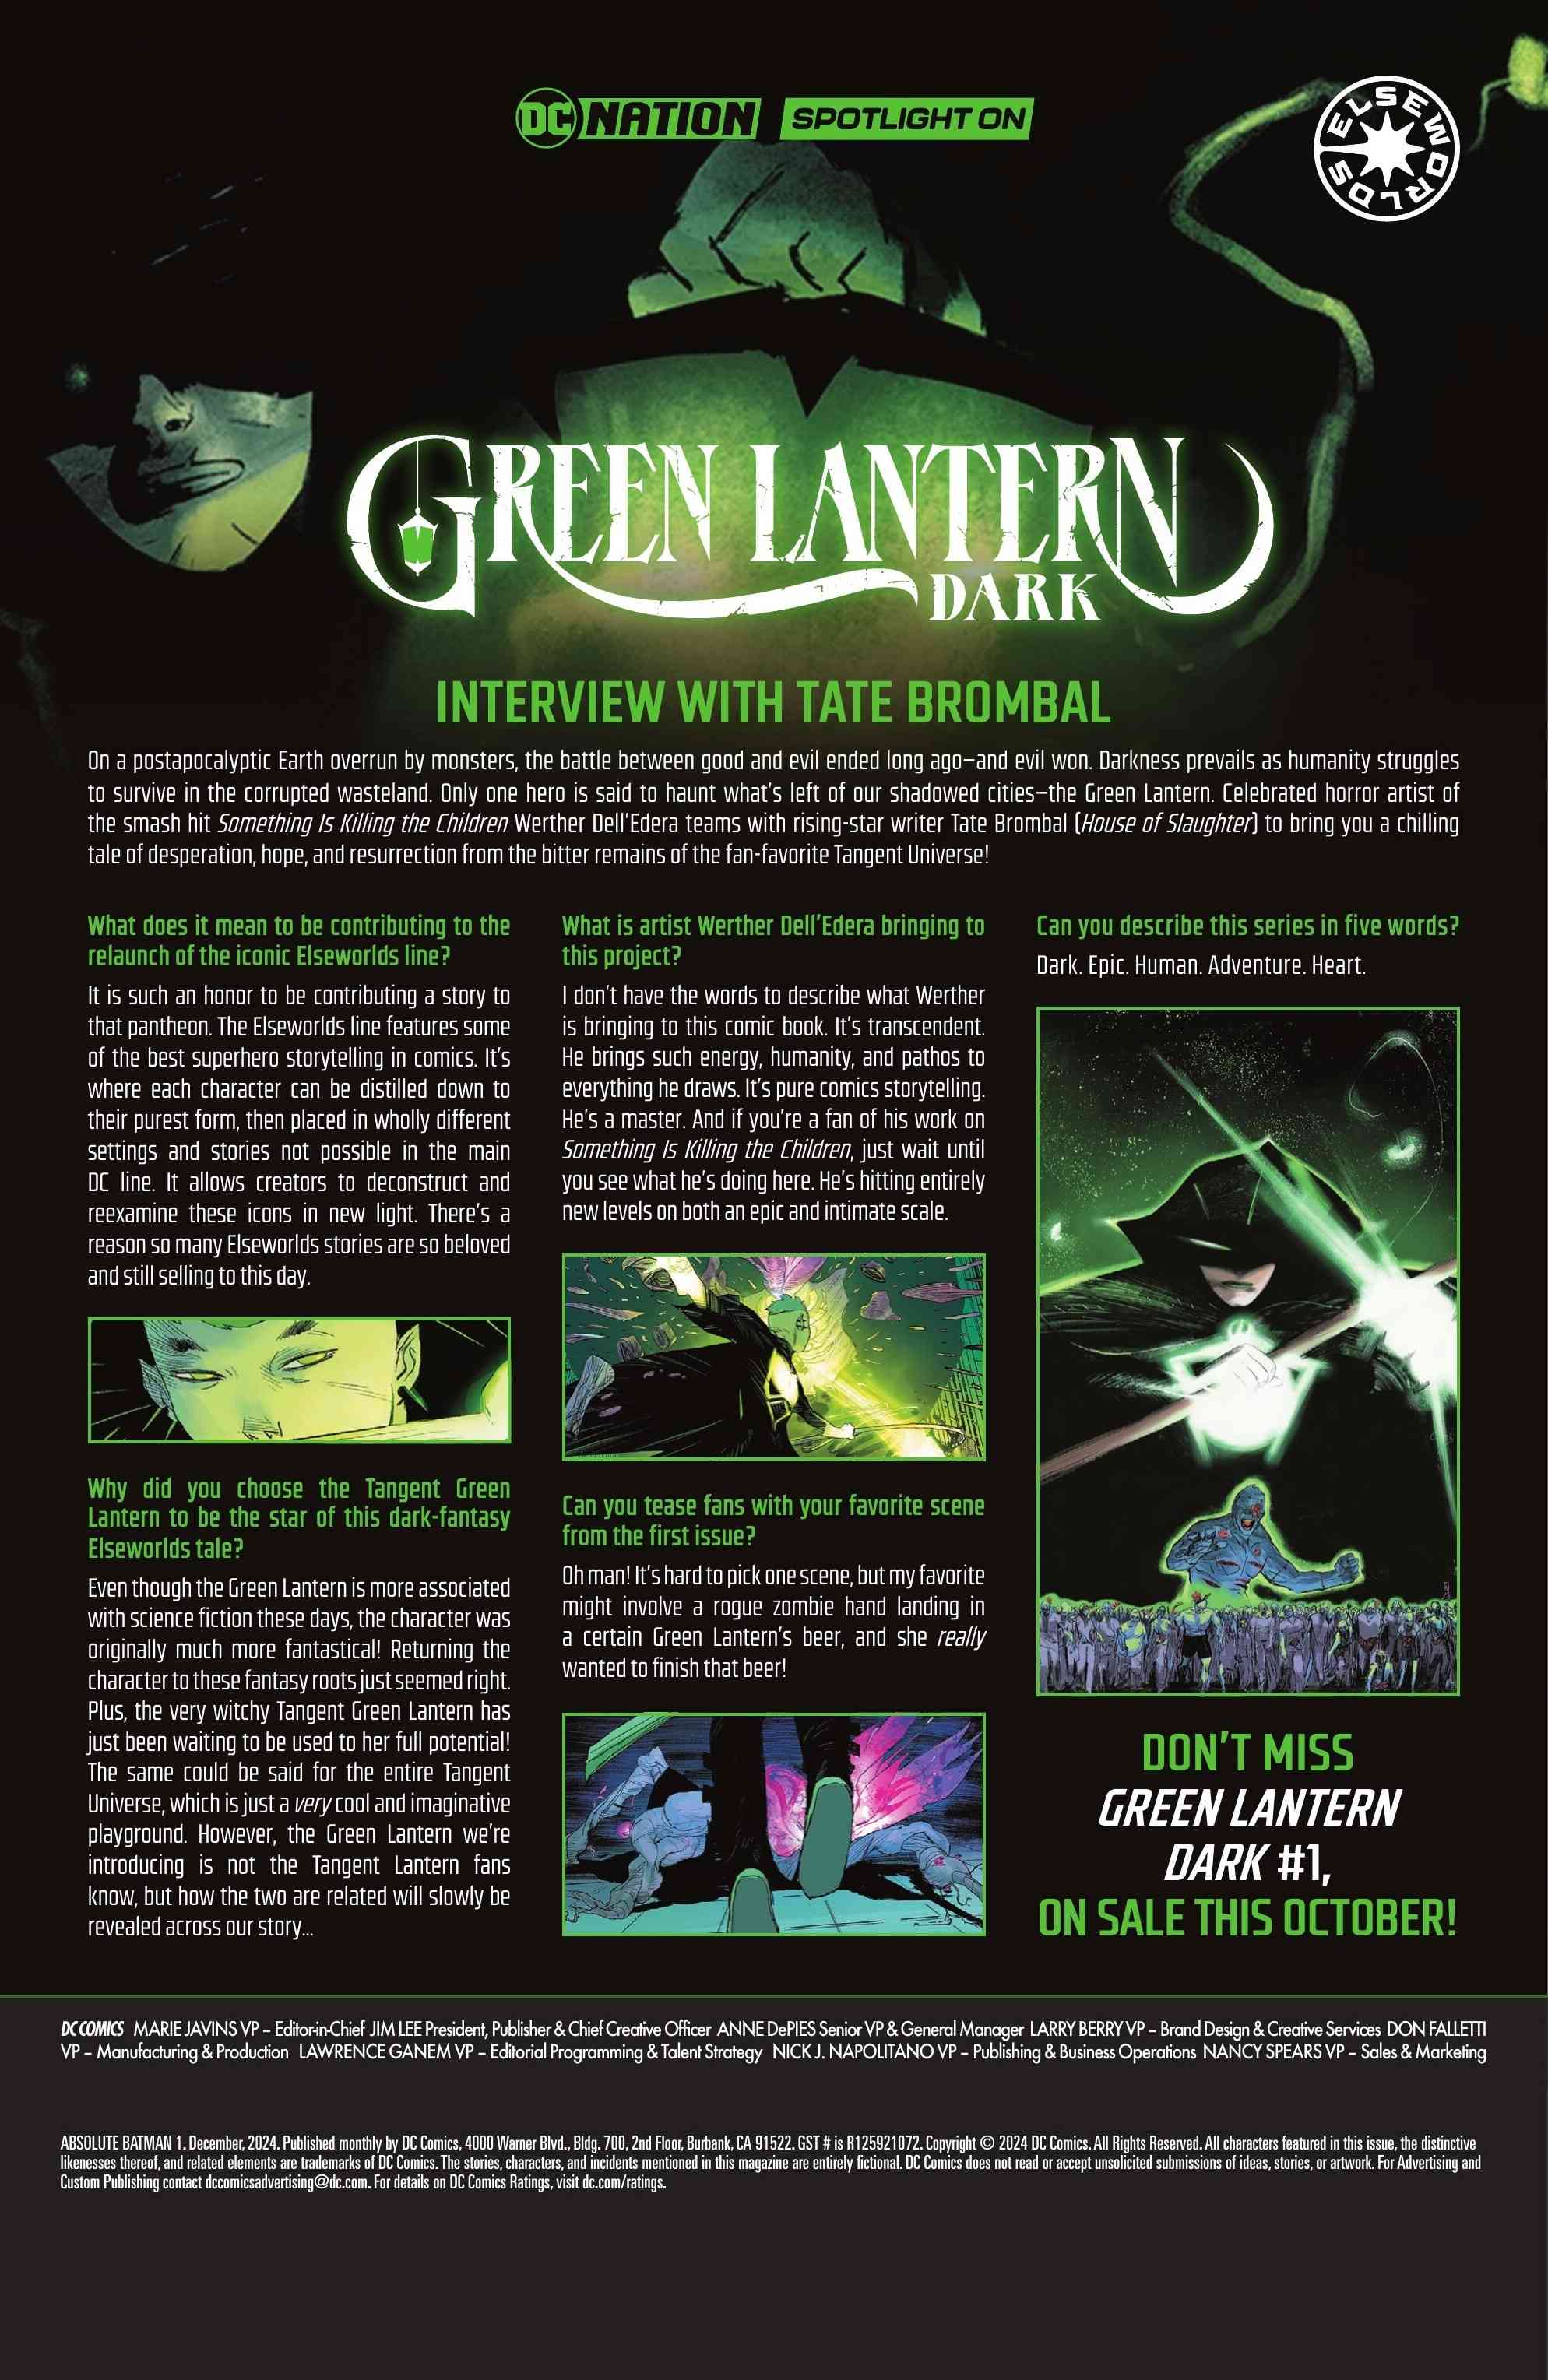 DC NATION SPOTLIGHT ON
ELSEWORLDS
GREEN LANTERN
DARK
INTERVIEW WITH TATE BROMBAL
On a postapocalyptic Earth overrun by monsters, the battle between good and evil ended long ago—and evil won. Darkness prevails as humanity struggles
to survive in the corrupted wasteland. Only one hero is said to haunt what's left of our shadowed cities—the Green Lantern. Celebrated horror artist of
the smash hit Something Is Killing the Children Werther Dell'Edera teams with rising-star writer Tate Brombal (House of Slaughter) to bring you a chilling
tale of desperation, hope, and resurrection from the bitter remains of the fan-favorite Tangent Universe!
What does it mean to be contributing to the
relaunch of the iconic Elseworlds line?
It is such an honor to be contributing a story to
that pantheon. The Elseworlds line features some
of the best superhero storytelling in comics. It's
where each character can be distilled down to
their purest form, then placed in wholly different
settings and stories not possible in the main
DC line. It allows creators to deconstruct and
reexamine these icons in new light. There's a
reason so many Elseworlds stories are so beloved
and still selling to this day.
Why did you choose the Tangent Green
Lantern to be the star of this dark-fantasy
Elseworlds tale?
Even though the Green Lantern is more associated
with science fiction these days, the character was
originally much more fantastical! Returning the
character to these fantasy roots just seemed right.
Plus, the very witchy Tangent Green Lantern has
just been waiting to be used to her full potential!
The same could be said for the entire Tangent
Universe, which is just a very cool and imaginative
playground. However, the Green Lantern we're
introducing is not the Tangent Lantern fans
know, but how the two are related will slowly be
revealed across our story...
What is artist Werther Dell'Edera bringing to
this project?
I don't have the words to describe what Werther
is bringing to this comic book. It's transcendent.
He brings such energy, humanity, and pathos to
everything he draws. It's pure comics storytelling.
He's a master. And if you're a fan of his work on
Something Is Killing the Children, just wait until
you see what he's doing here. He's hitting entirely
new levels on both an epic and intimate scale.
Can you tease fans with your favorite scene
from the first issue?
Oh man! It's hard to pick one scene, but my favorite
might involve a rogue zombie hand landing in
a certain Green Lantern's beer, and she really
wanted to finish that beer!
Can you describe this series in five words?
Dark. Epic. Human. Adventure. Heart.
DON'T MISS
GREEN LANTERN
DARK #1,
ON SALE THIS OCTOBER!
DC COMICS MARIE JAVINS VP – Editor-in-Chief JIM LEE President, Publisher & Chief Creative Officer ANNE DePIES Senior VP & General Manager LARRY BERRY VP – Brand Design & Creative Services DON FALLETTI
VP – Manufacturing & Production LAWRENCE GANEM VP – Editorial Programming & Talent Strategy NICK J. NAPOLITANO VP – Publishing & Business Operations NANCY SPEARS VP – Sales & Marketing
ABSOLUTE BATMAN 1. December, 2024. Published monthly by DC Comics, 4000 Warner Blvd., Bldg. 700, 2nd Floor, Burbank, CA 91522. GST # is R125921072. Copyright © 2024 DC Comics. All Rights Reserved. All characters featured in this issue, the distinctive
likenesses thereof, and related elements are trademarks of DC Comics. The stories, characters, and incidents mentioned in this magazine are entirely fictional. DC Comics does not read or accept unsolicited submissions of ideas, stories, or artwork. For Advertising and
Custom Publishing contact dccomicsadvertising@dc.com. For details on DC Comics Ratings, visit dc.com/ratings.